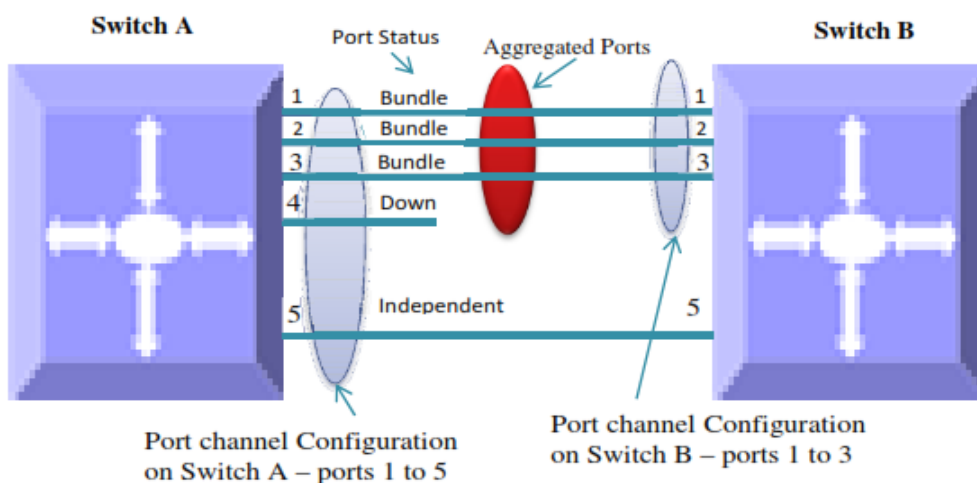 Switch A
Switch B
Port Status
Aggregated Ports
1 Bundle 1
2 Bundle 2
3 Bundle 3
4 Down
5 Independent 5
Port channel Configuration
on Switch A – ports 1 to 5
Port channel Configuration
on Switch B – ports 1 to 3